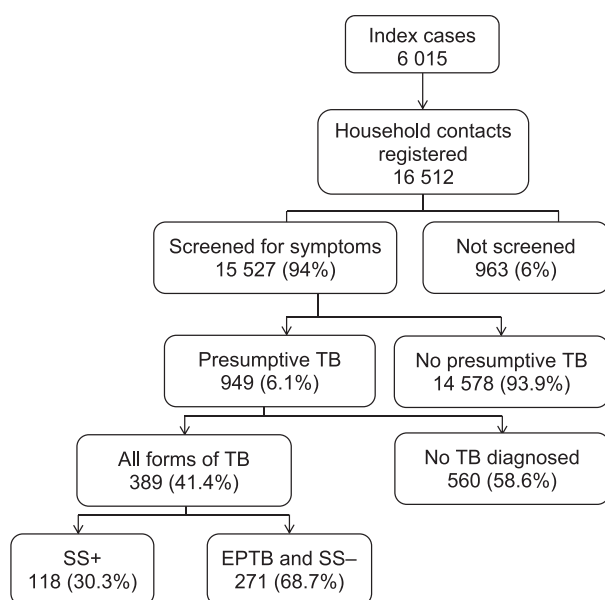 Index cases
6 015
Household contacts
registered
16 512
Screened for symptoms
15 527 (94%)
Not screened
963 (6%)
Presumptive TB
949 (6.1%)
No presumptive TB
14 578 (93.9%)
All forms of TB
389 (41.4%)
No TB diagnosed
560 (58.6%)
SS+
118 (30.3%)
EPTB and SS–
271 (68.7%)